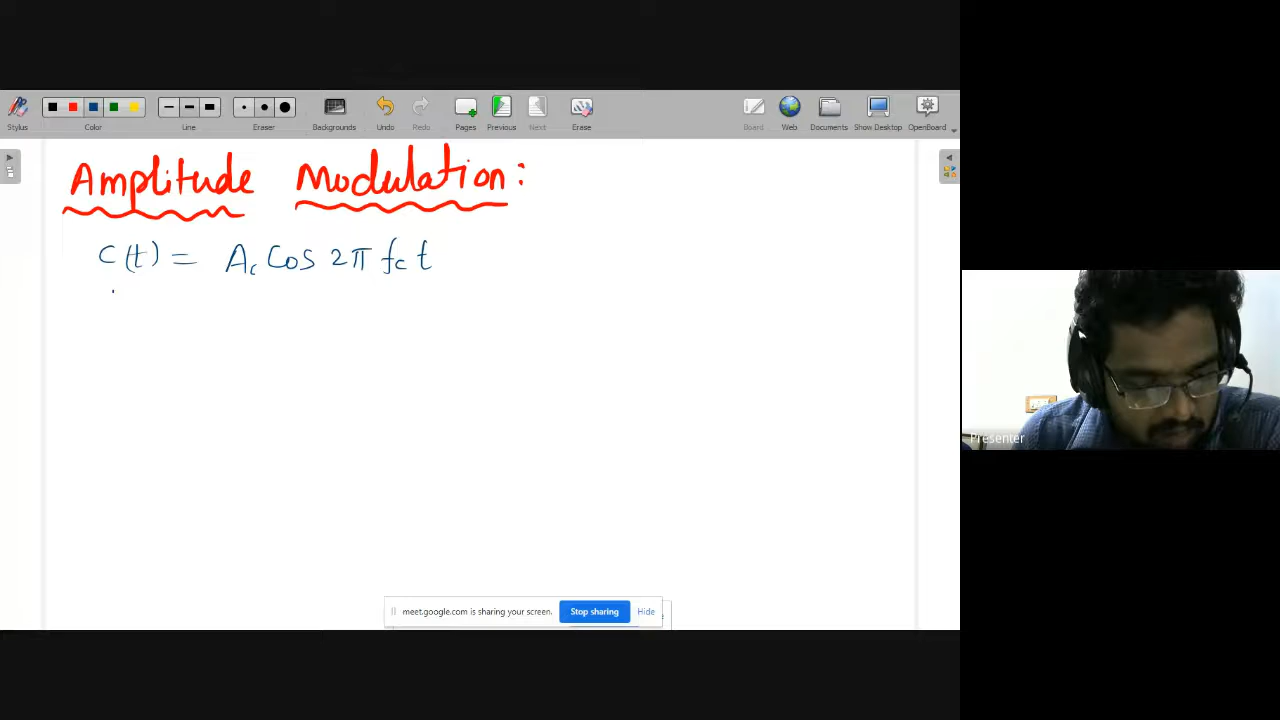 Stylus Color Line Eraser Backgrounds Undo Redo Pages Previous Next Erase Board Web Documents Show Desktop OpenBoard
Amplitude Modulation:
c(t) = Ac Cos 2π fc t
Presenter
meet.google.com is sharing your screen. Stop sharing Hide